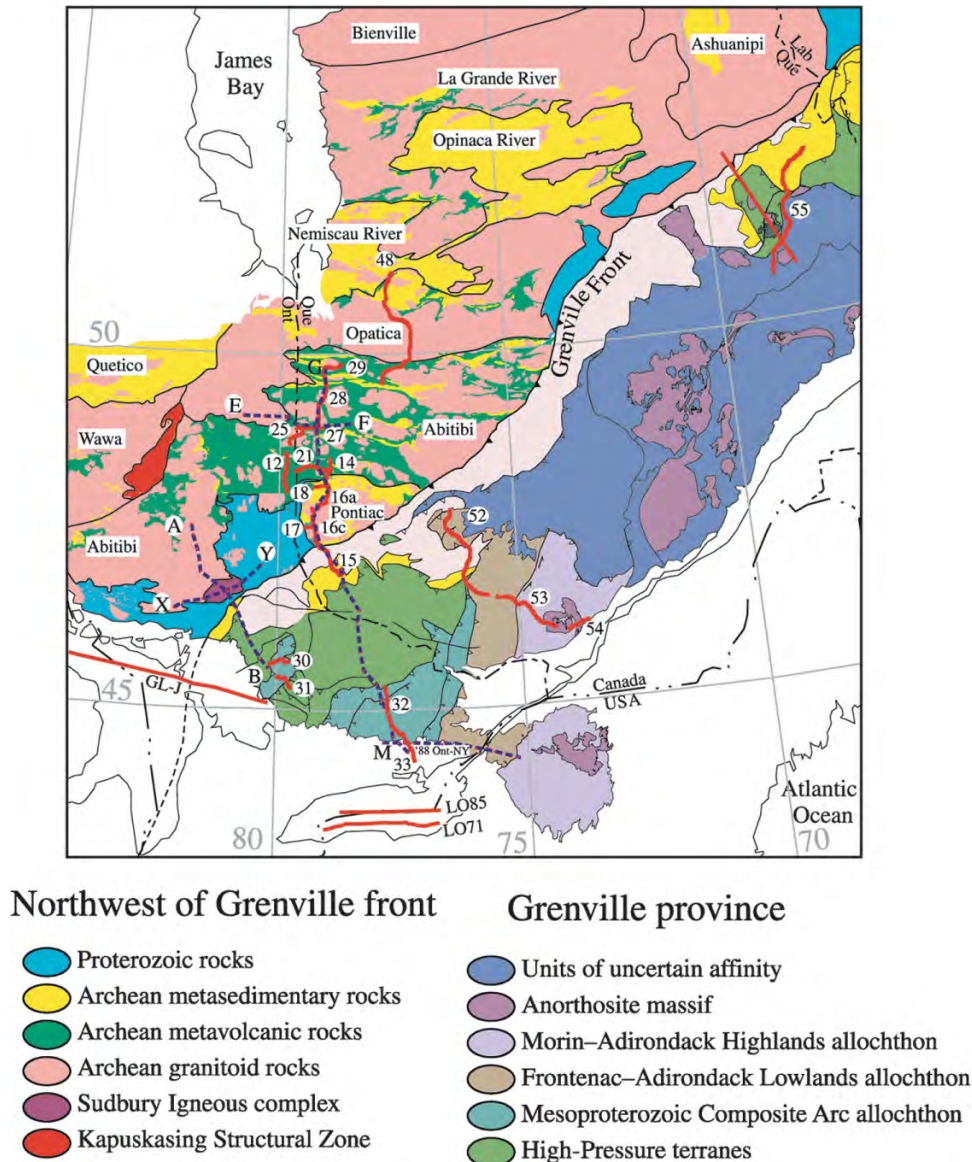 Bienville
James
Bay
Ashuanipi
Lab
Qué
La Grande River
Opinaca River
55
Nemiscau River
48
Ont
Que
Grenville Front
50
Opatica
Quetico
G
29
28
E
F
25
27
Abitibi
Wawa
12
21
14
18
16a
Pontiac
52
A
17
16c
Abitibi
Y
15
X
53
54
30
B
31
GL-J
45
32
Canada
USA
M
'88 Ont-NY
33
Atlantic
Ocean
LO85
LO71
80
75
70
Northwest of Grenville front
Proterozoic rocks
Archean metasedimentary rocks
Archean metavolcanic rocks
Archean granitoid rocks
Sudbury Igneous complex
Kapuskasing Structural Zone
Grenville province
Units of uncertain affinity
Anorthosite massif
Morin–Adirondack Highlands allochthon
Frontenac–Adirondack Lowlands allochthon
Mesoproterozoic Composite Arc allochthon
High-Pressure terranes